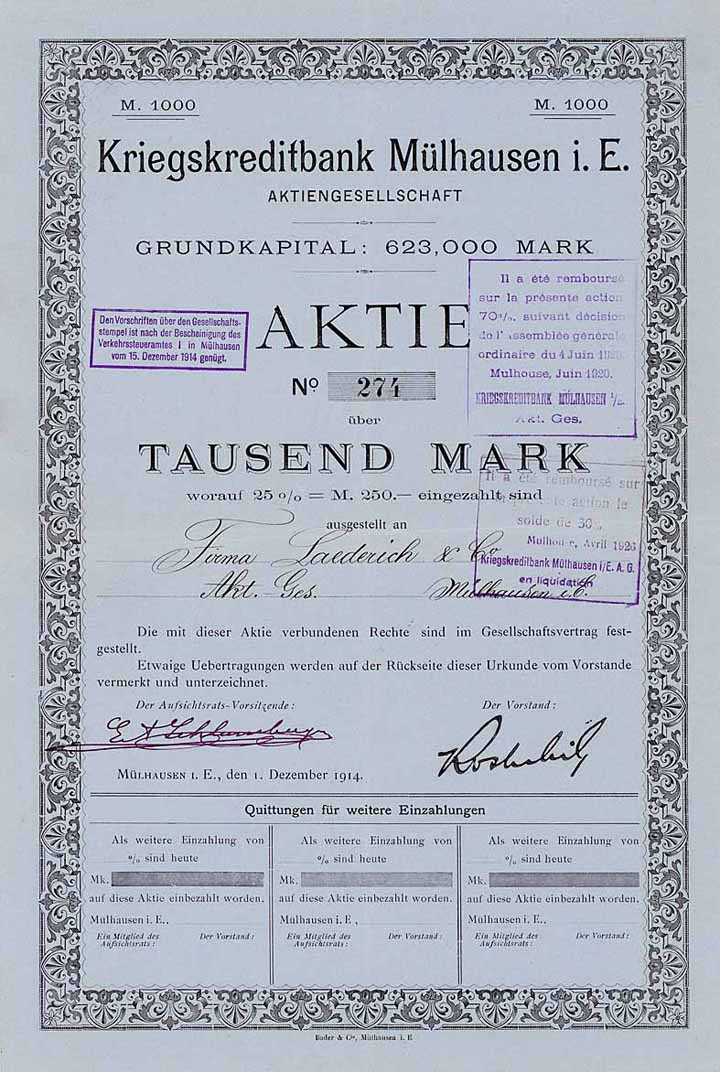 M. 1000 M. 1000
Kriegskreditbank Mülhausen i. E.
AKTIENGESELLSCHAFT
GRUNDKAPITAL: 623,000 MARK
Den Vorschriften über den Gesellschafts-
stempel ist nach der Bescheinigung des
Verkehrssteueramtes I in Mülhausen
vom 15. Dezember 1914 genügt.
AKTIE
Il a été remboursé
sur la présente action
70%, suivant décision
de l'Assemblée générale
ordinaire du 4 Juin 1920
Mulhouse, Juin 1920.
KRIEGSKREDITBANK MÜLHAUSEN i/E.
Akt. Ges.
No 274
über
TAUSEND MARK
worauf 25% = M. 250.— eingezahlt sind
Il a été remboursé sur
action le
solde de 30%
Mulhouse, Avril 1926
Kriegskreditbank Mülhausen i/E. A. G.
en liquidation
ausgestellt an
Firma Laederich & Co
Akt. - Ges. Mülhausen i. E.
Die mit dieser Aktie verbundenen Rechte sind im Gesellschaftsvertrag fest-
gestellt.
Etwaige Uebertragungen werden auf der Rückseite dieser Urkunde vom Vorstande
vermerkt und unterzeichnet.
Der Aufsichtsrats-Vorsitzende: Der Vorstand:
MÜLHAUSEN I. E., den 1. Dezember 1914.
Quittungen für weitere Einzahlungen
Als weitere Einzahlung von
% sind heute
Mk.
auf diese Aktie einbezahlt worden.
Mülhausen i. E.,
Ein Mitglied des Der Vorstand:
Aufsichtsrats:
Als weitere Einzahlung von
% sind heute
Mk.
auf diese Aktie einbezahlt worden.
Mülhausen i. E,
Ein Mitglied des Der Vorstand:
Aufsichtsrats:
Als weitere Einzahlung von
% sind heute
Mk.
auf diese Aktie einbezahlt worden.
Mülhausen i. E.,
Ein Mitglied des Der Vorstand:
Aufsichtsrats:
Bader & Cie, Mülhausen i. E